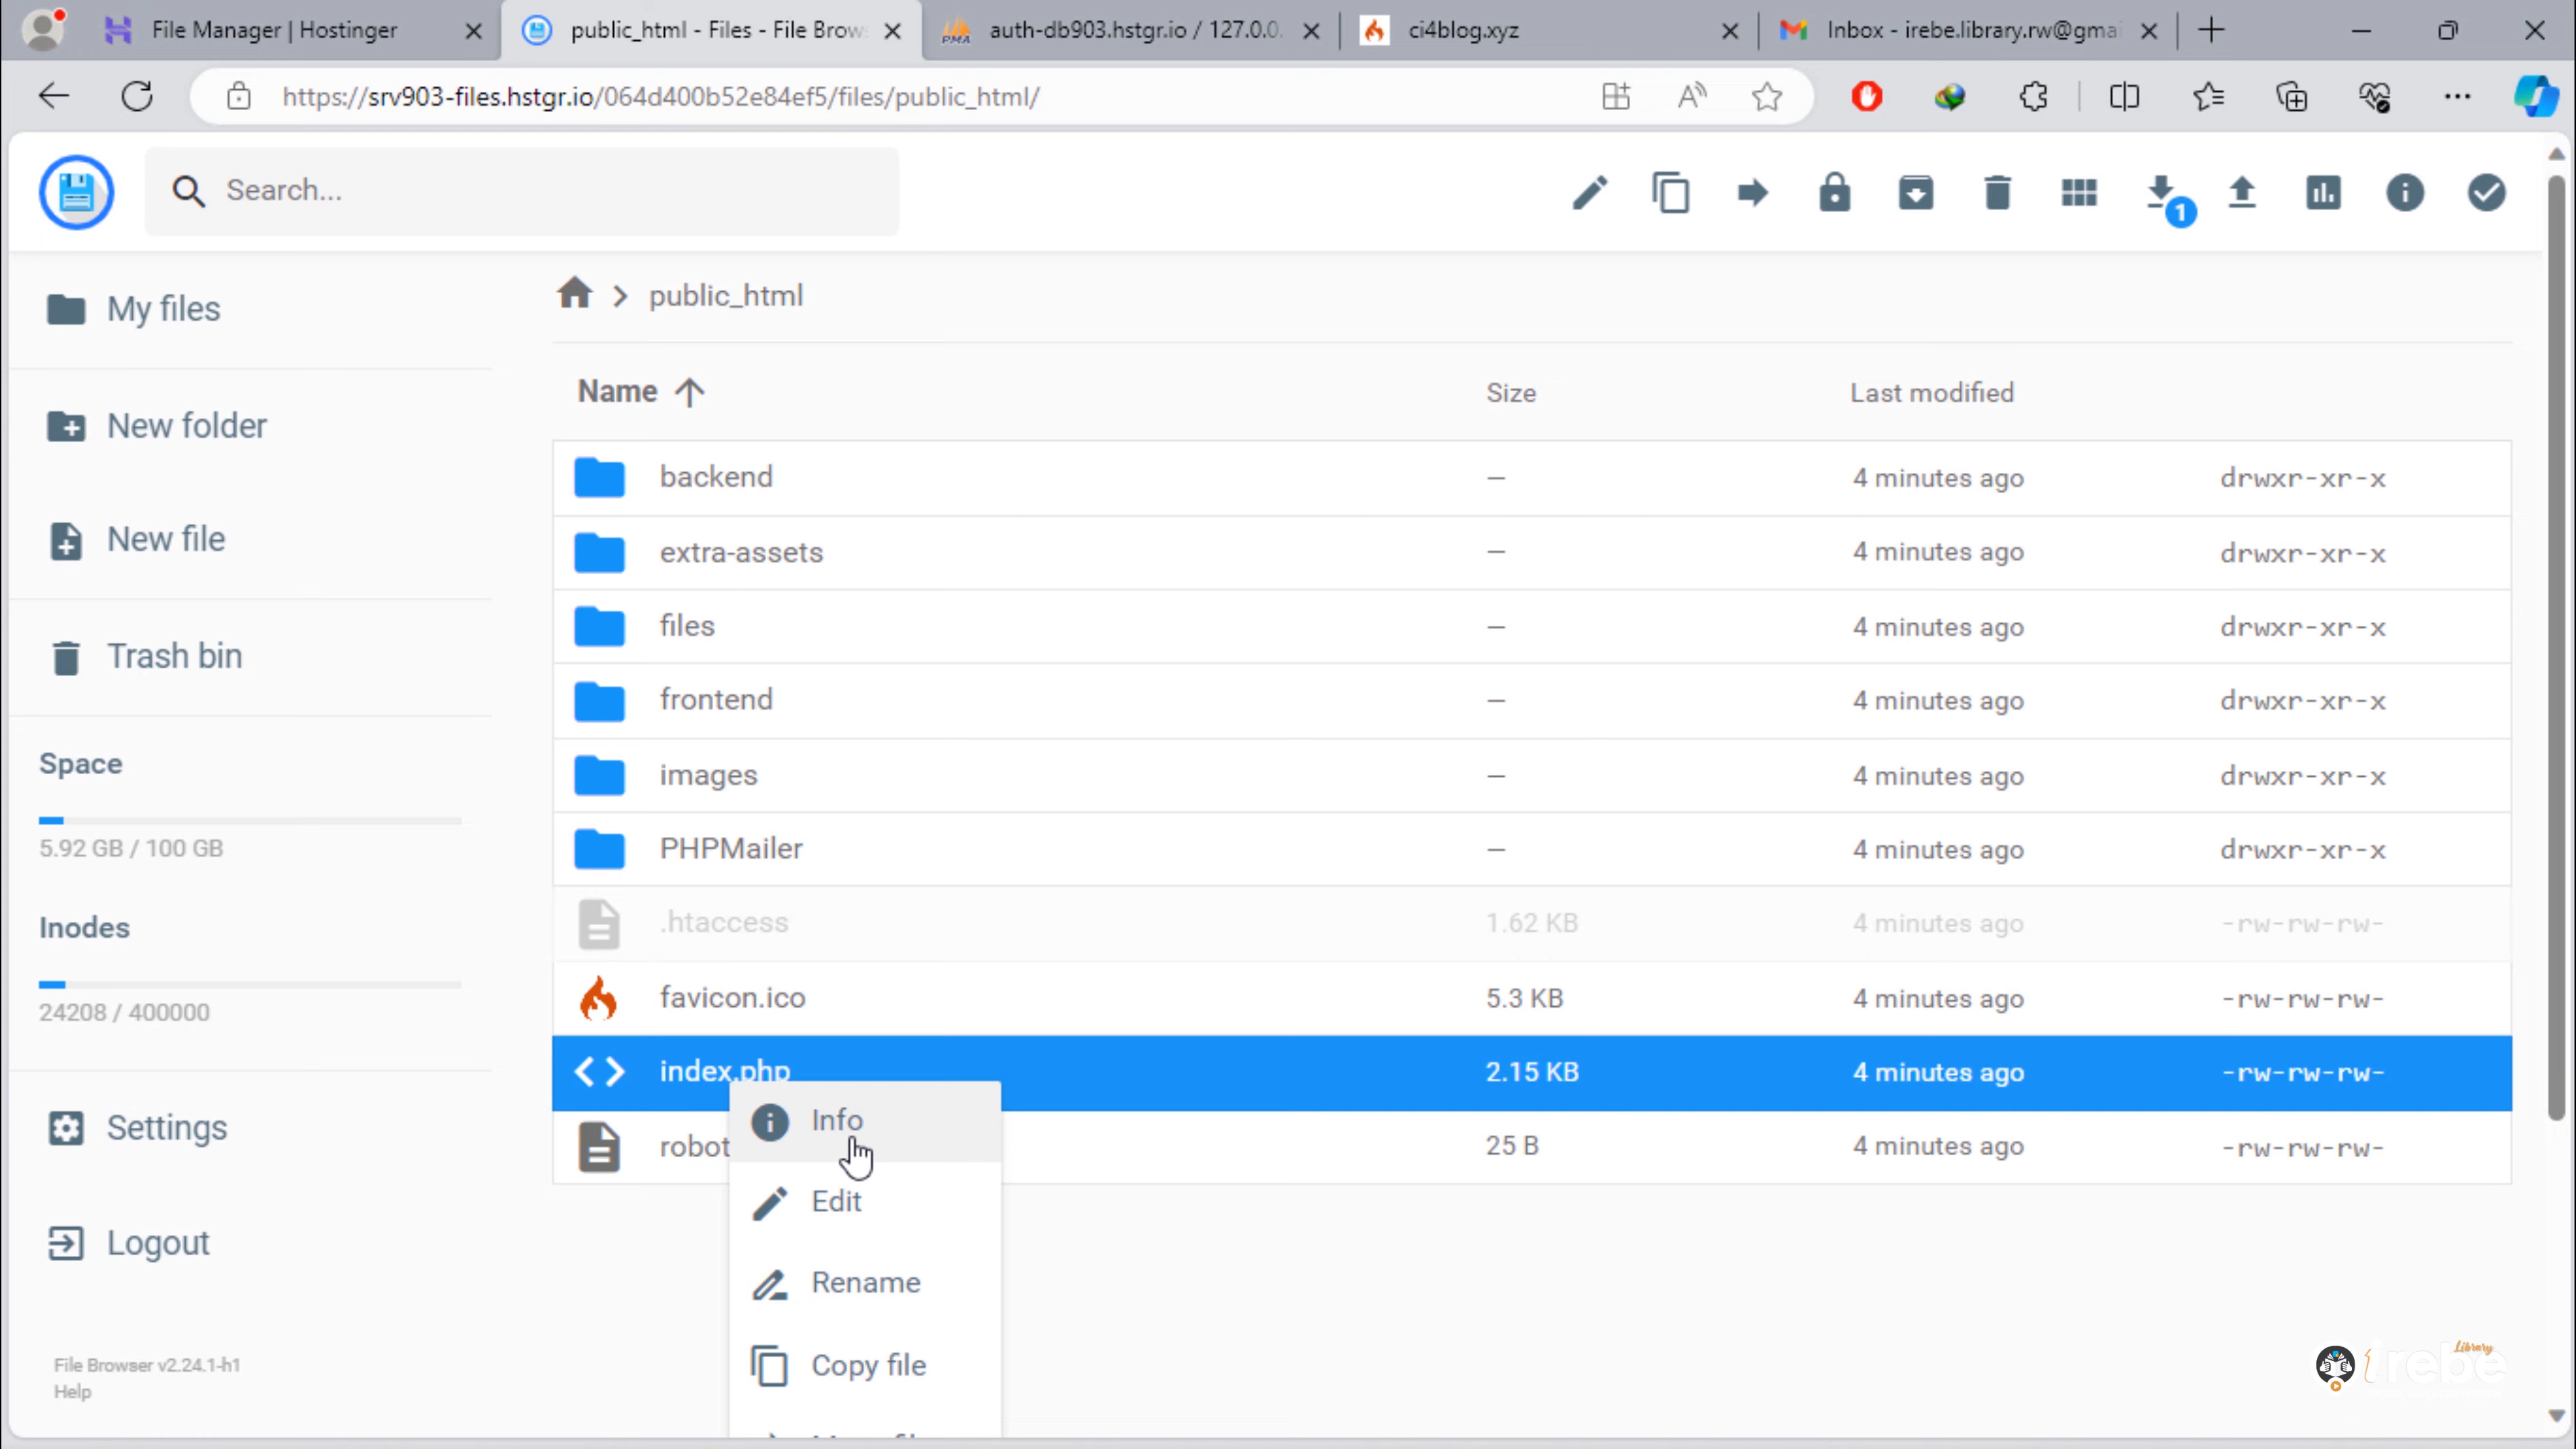 File Manager | Hostinger
public_html - Files - File Brow
PMA
auth-db903.hstgr.io / 127.0.0.
ci4blog.xyz
Inbox - irebe.library.rw@gmai
https://srv903-files.hstgr.io/064d400b52e84ef5/files/public_html/
Search...
1
My files
New folder
New file
Trash bin
Space
5.92 GB / 100 GB
Inodes
24208 / 400000
Settings
Logout
File Browser v2.24.1-h1
Help
public_html
Name Size Last modified
backend — 4 minutes ago drwxr-xr-x
extra-assets — 4 minutes ago drwxr-xr-x
files — 4 minutes ago drwxr-xr-x
frontend — 4 minutes ago drwxr-xr-x
images — 4 minutes ago drwxr-xr-x
PHPMailer — 4 minutes ago drwxr-xr-x
.htaccess 1.62 KB 4 minutes ago -rw-rw-rw-
favicon.ico 5.3 KB 4 minutes ago -rw-rw-rw-
index.php 2.15 KB 4 minutes ago -rw-rw-rw-
robot 25 B 4 minutes ago -rw-rw-rw-
Info
Edit
Rename
Copy file
irebe Library